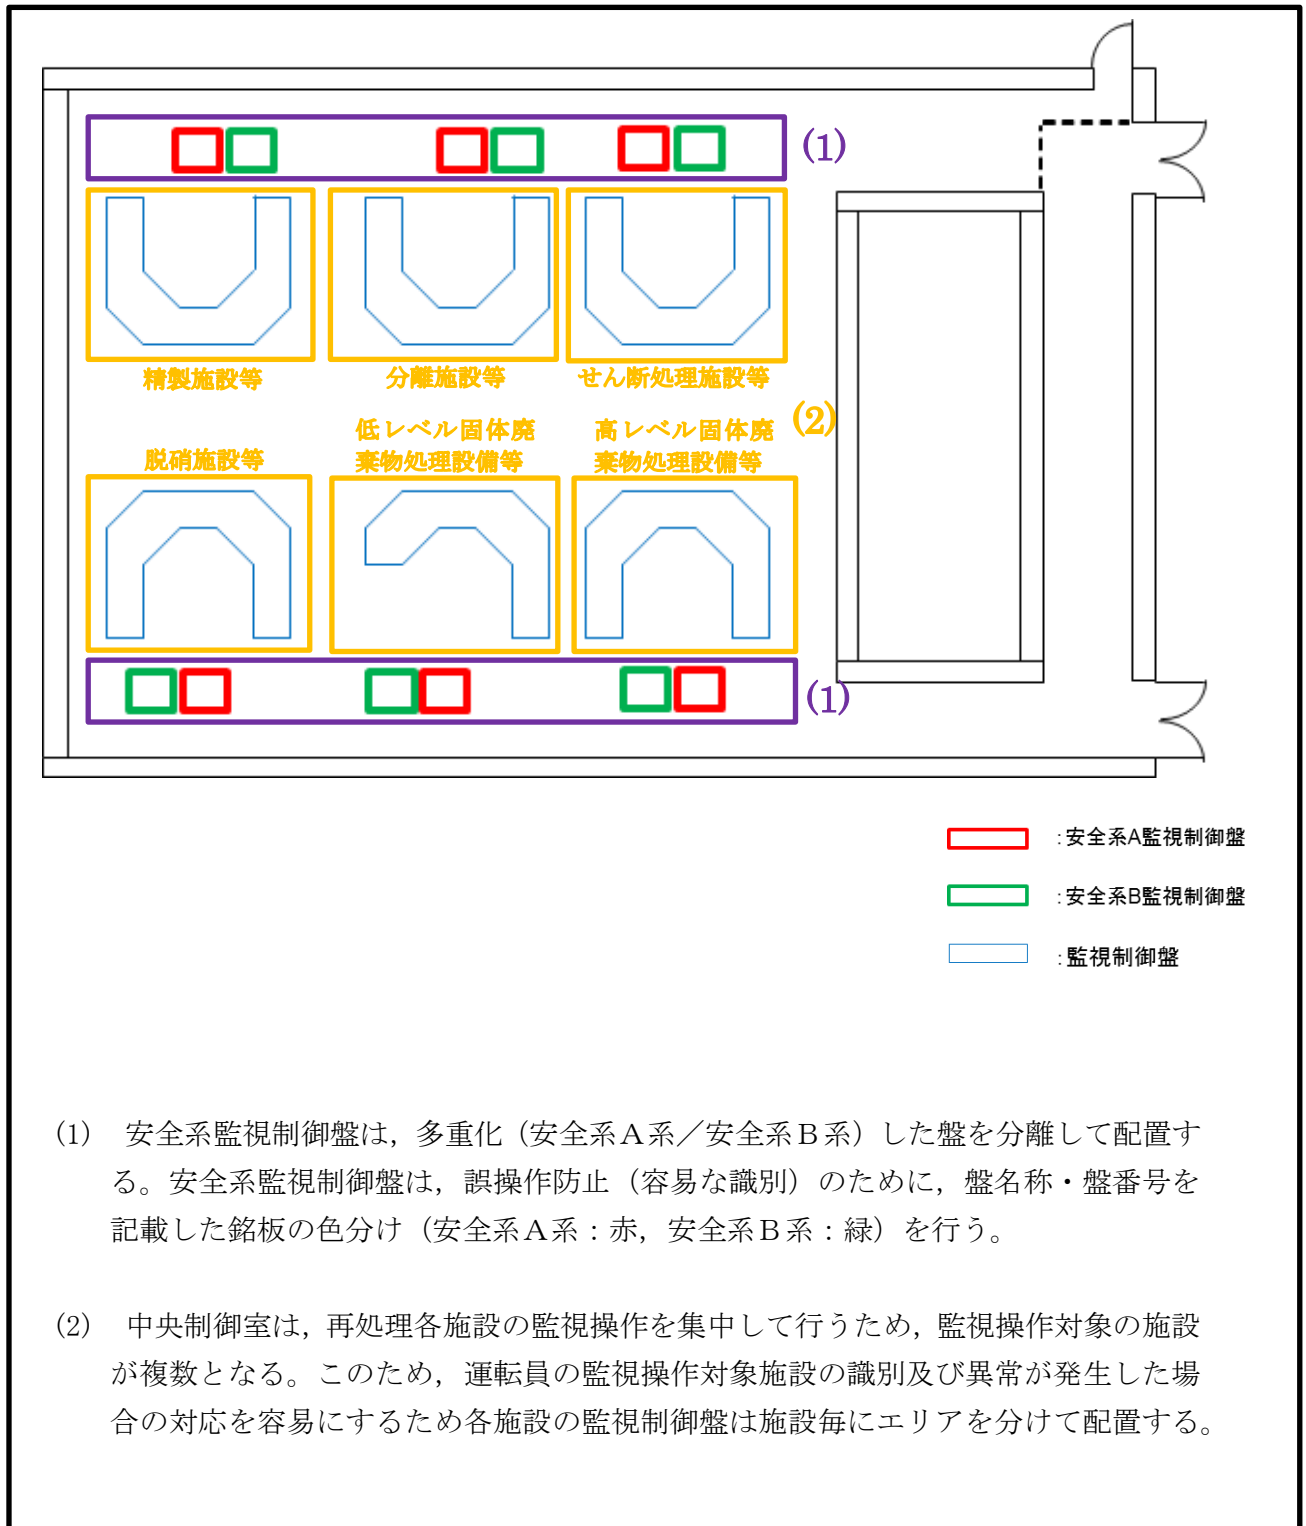 (1)
精製施設等
分離施設等
せん断処理施設等
(2)
脱硝施設等
低レベル固体廃
棄物処理設備等
高レベル固体廃
棄物処理設備等
(1)
:安全系A監視制御盤
:安全系B監視制御盤
:監視制御盤
(1)　安全系監視制御盤は，多重化（安全系Ａ系／安全系Ｂ系）した盤を分離して配置す
る。安全系監視制御盤は，誤操作防止（容易な識別）のために，盤名称・盤番号を
記載した銘板の色分け（安全系Ａ系：赤，安全系Ｂ系：緑）を行う。
(2)　中央制御室は，再処理各施設の監視操作を集中して行うため，監視操作対象の施設
が複数となる。このため，運転員の監視操作対象施設の識別及び異常が発生した場
合の対応を容易にするため各施設の監視制御盤は施設毎にエリアを分けて配置する。